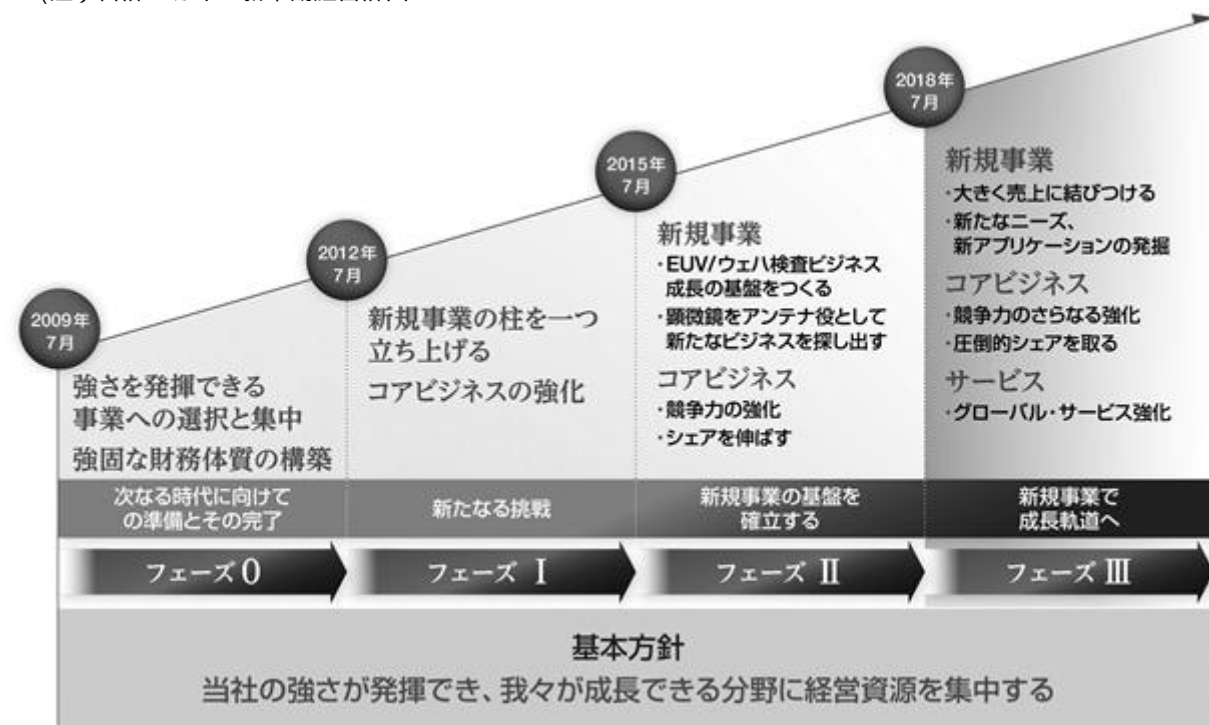 2009年
7月
強さを発揮できる
事業への選択と集中
強固な財務体質の構築
次なる時代に向けて
の準備とその完了
フェーズ 0
2012年
7月
新規事業の柱を一つ
立ち上げる
コアビジネスの強化
新たなる挑戦
フェーズ Ⅰ
2015年
7月
新規事業
・EUV/ウェハ検査ビジネス
成長の基盤をつくる
・顕微鏡をアンテナ役として
新たなビジネスを探し出す
コアビジネス
・競争力の強化
・シェアを伸ばす
新規事業の基盤を
確立する
フェーズ Ⅱ
2018年
7月
新規事業
・大きく売上に結びつける
・新たなニーズ、
新アプリケーションの発掘
コアビジネス
・競争力のさらなる強化
・圧倒的シェアを取る
サービス
・グローバル・サービス強化
新規事業で
成長軌道へ
フェーズ Ⅲ
基本方針
当社の強さが発揮でき、我々が成長できる分野に経営資源を集中する